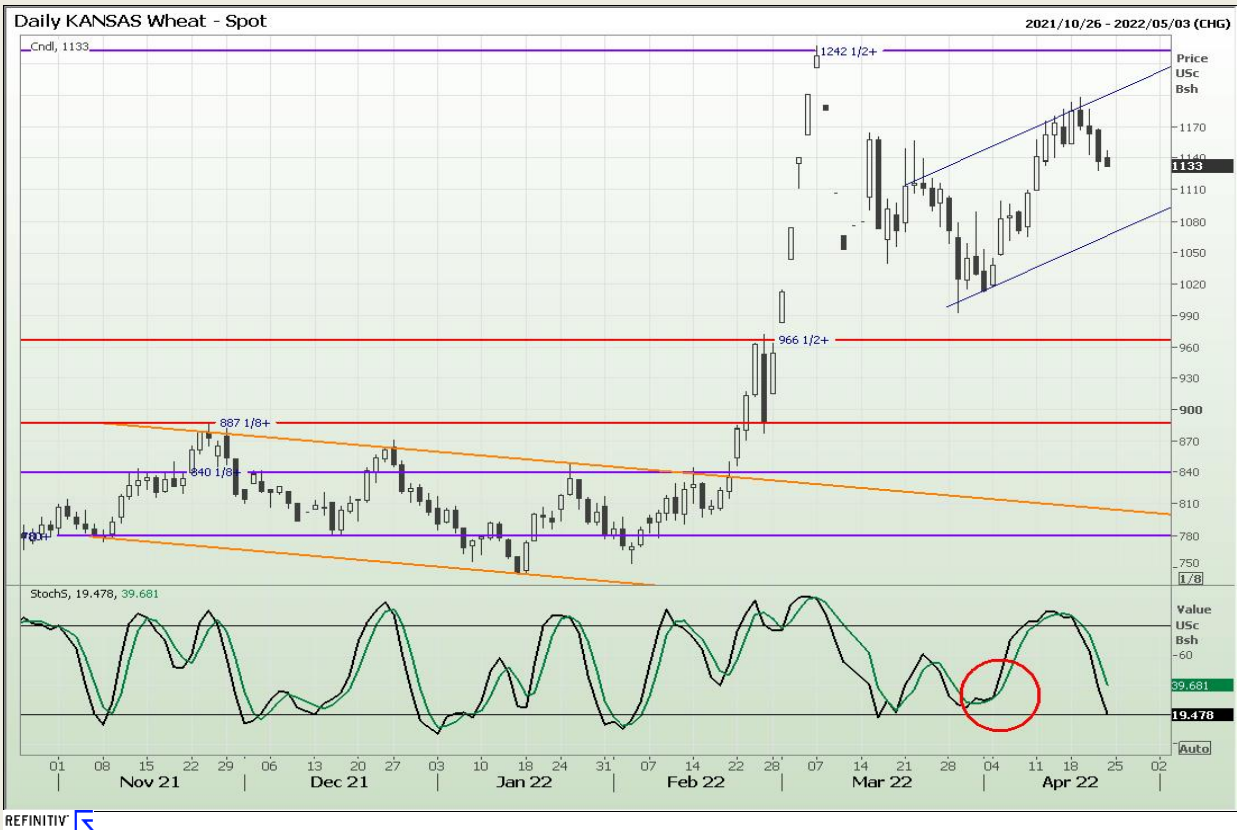 Daily KANSAS Wheat - Spot
2021/10/26 - 2022/05/03 (CHG)
Cndl, 1133
1242 1/2+
Price
USc
Bsh
1170
1140
1133
1110
1080
1050
1020
990
966 1/2+
960
930
900
887 1/8+
870
840 1/8+
840
810
780+
780
750
1/8
StochS, 19.478, 39.681
Value
USc
Bsh
60
39.681
19.478
Auto
01 08 15 22 29 06 13 20 27 03 10 18 24 31 07 14 22 28 07 14 21 28 04 11 18 25 02
Nov 21 Dec 21 Jan 22 Feb 22 Mar 22 Apr 22
REFINITIV